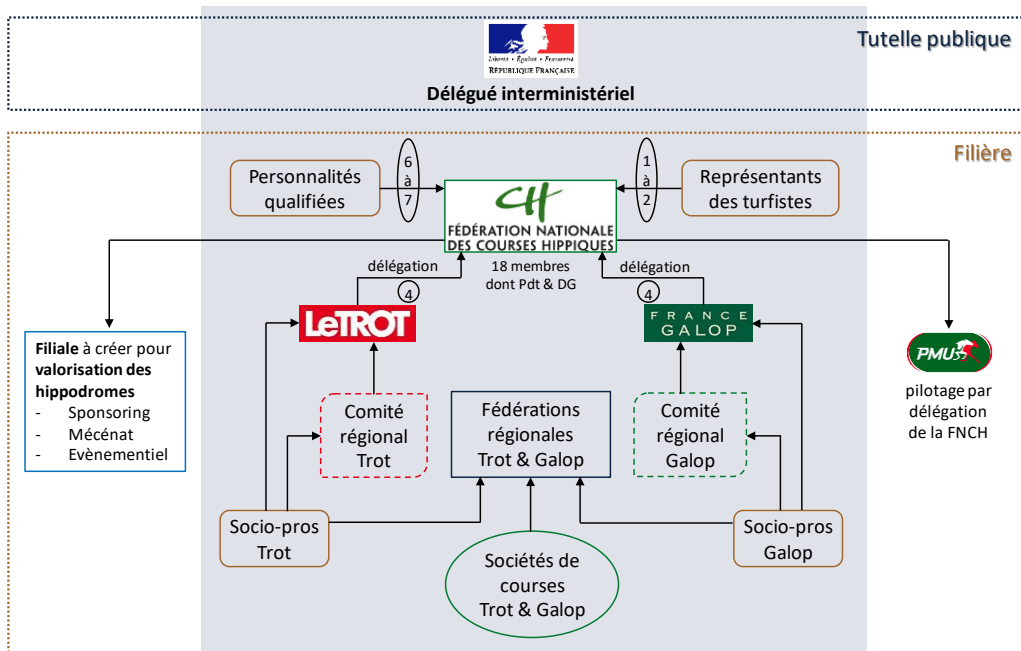 Tutelle publique
Liberté • Égalité • Fraternité
RÉPUBLIQUE FRANÇAISE
Délégué interministériel
Filière
Personnalités
qualifiées
6
à
7
1
à
2
Représentants
des turfistes
CH
FÉDÉRATION NATIONALE
DES COURSES HIPPIQUES
délégation
4
18 membres
dont Pdt & DG
délégation
4
LeTROT
FRANCE
GALOP
Filiale à créer pour
valorisation des
hippodromes
- Sponsoring
- Mécénat
- Evènementiel
PMU
pilotage par
délégation
de la FNCH
Comité
régional
Trot
Fédérations
régionales
Trot & Galop
Comité
régional
Galop
Socio-pros
Trot
Socio-pros
Galop
Sociétés de
courses
Trot & Galop